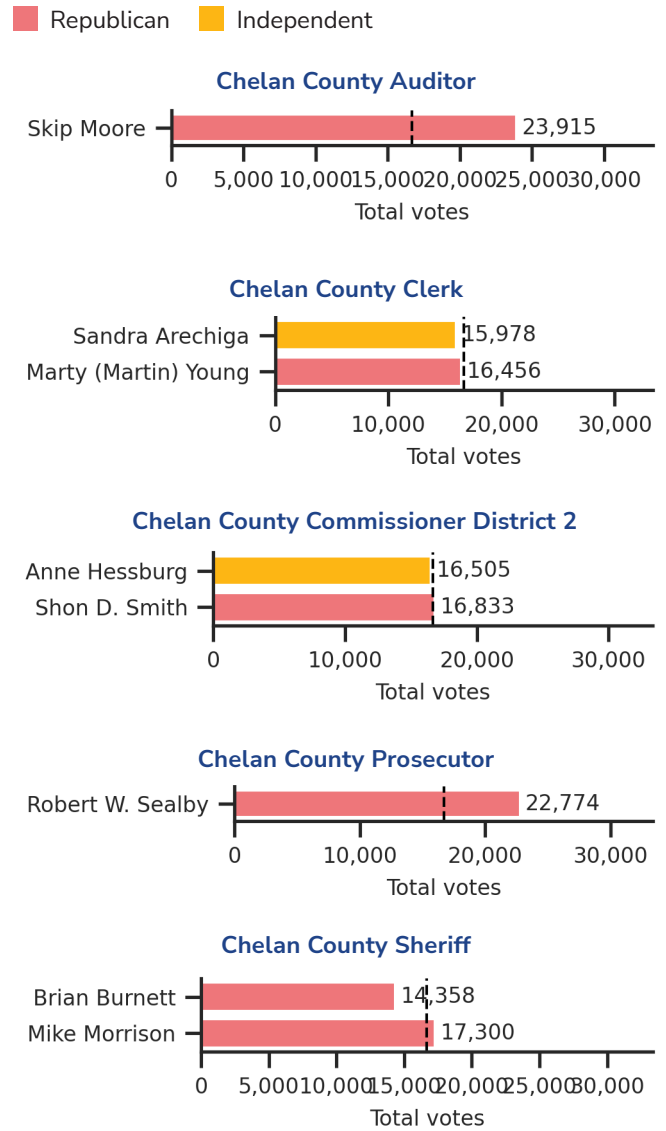 Republican Independent
Chelan County Auditor
Skip Moore 23,915
0 5,000 10,000 15,000 20,000 25,000 30,000
Total votes
Chelan County Clerk
Sandra Arechiga 15,978
Marty (Martin) Young 16,456
0 10,000 20,000 30,000
Total votes
Chelan County Commissioner District 2
Anne Hessburg 16,505
Shon D. Smith 16,833
0 10,000 20,000 30,000
Total votes
Chelan County Prosecutor
Robert W. Sealby 22,774
0 10,000 20,000 30,000
Total votes
Chelan County Sheriff
Brian Burnett 14,358
Mike Morrison 17,300
0 5,000 10,000 15,000 20,000 25,000 30,000
Total votes